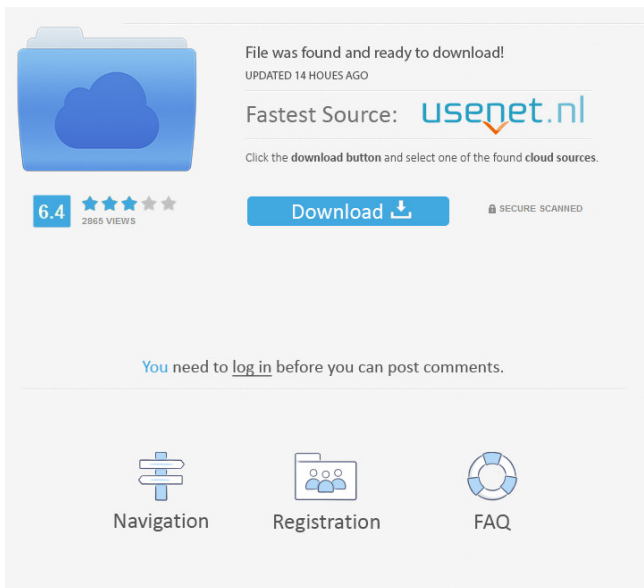 File was found and ready to download!
UPDATED 14 HOUES AGO
Fastest Source: usenet.nl
Click the download button and select one of the found cloud sources.
6.4
2865 VIEWS
Download
SECURE SCANNED
You need to log in before you can post comments.
Navigation
Registration
FAQ